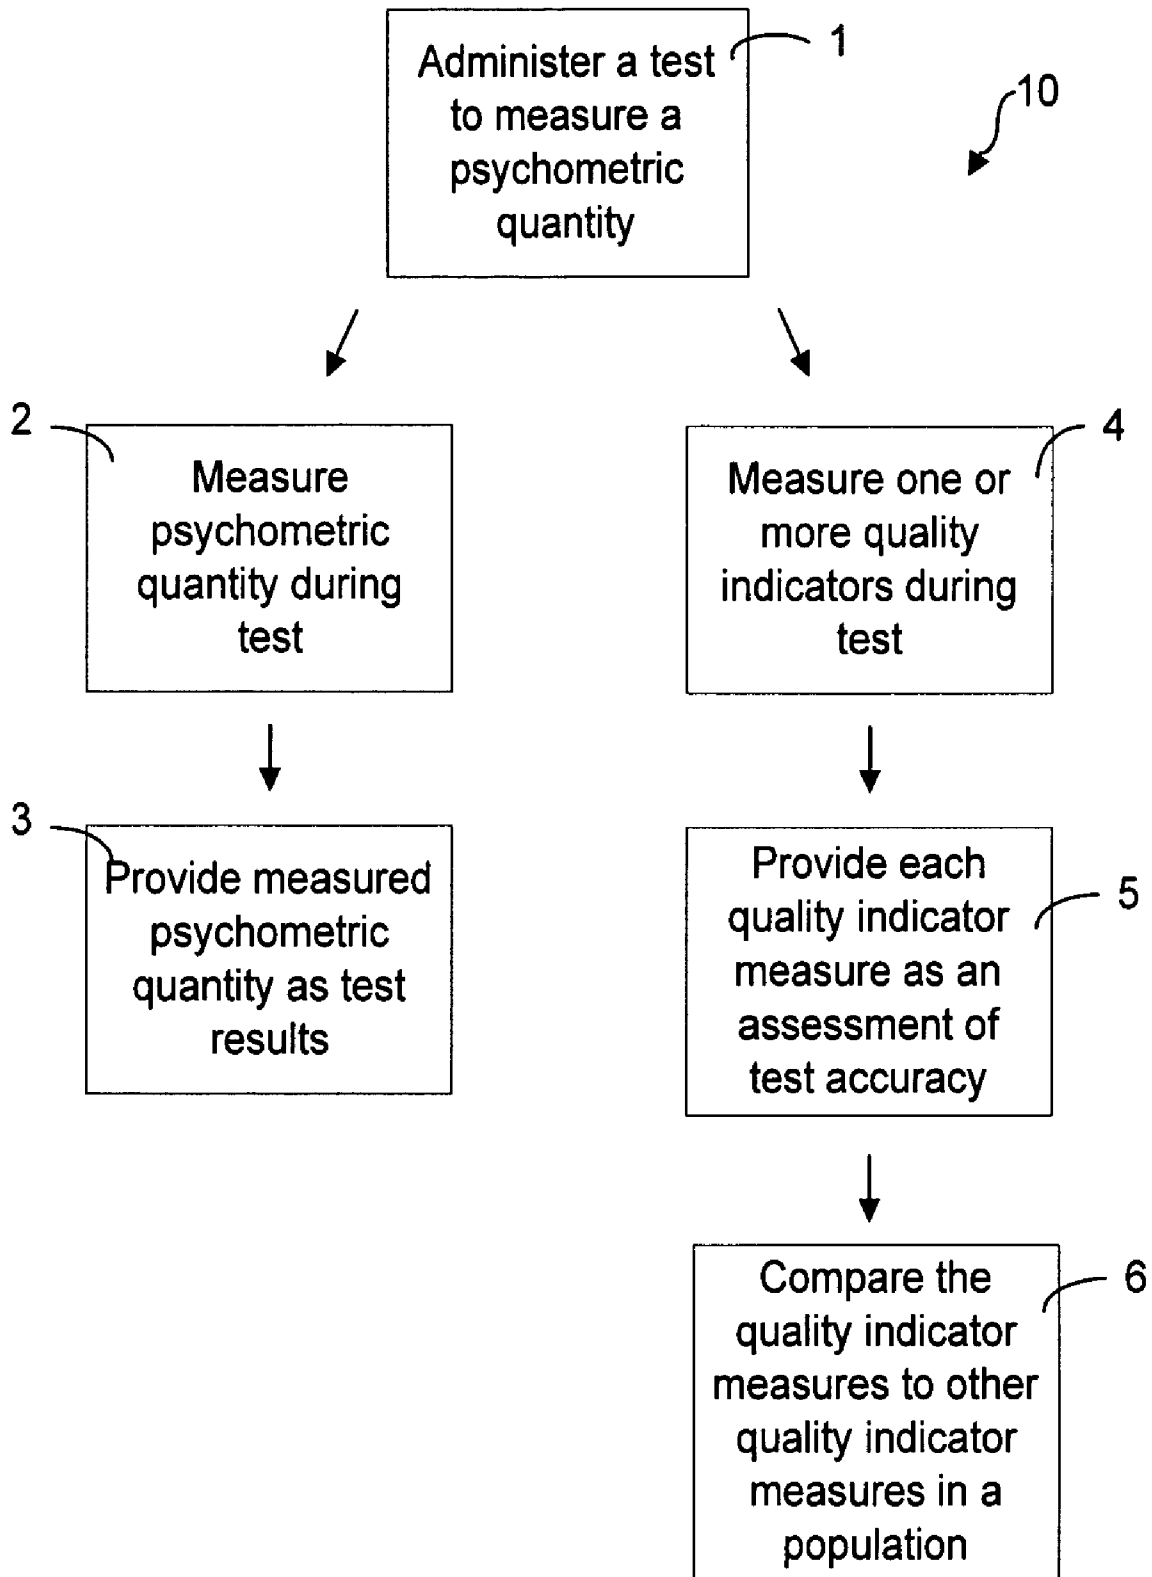 1
Administer a test
to measure a
psychometric
quantity
10
2
Measure
psychometric
quantity during
test
4
Measure one or
more quality
indicators during
test
3
Provide measured
psychometric
quantity as test
results
5
Provide each
quality indicator
measure as an
assessment of
test accuracy
6
Compare the
quality indicator
measures to other
quality indicator
measures in a
population